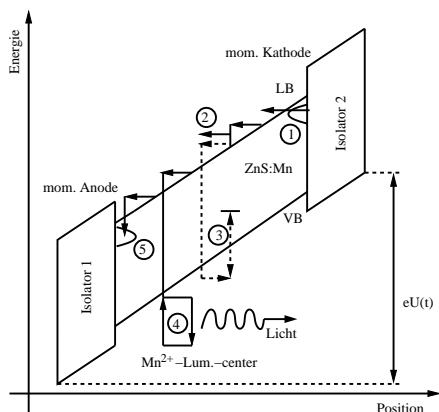 Energie
mom. Kathode
LB
Isolator 2
2
1
ZnS:Mn
mom. Anode
VB
3
5
Isolator 1
eU(t)
4
Licht
Mn²⁺−Lum.−center
Position